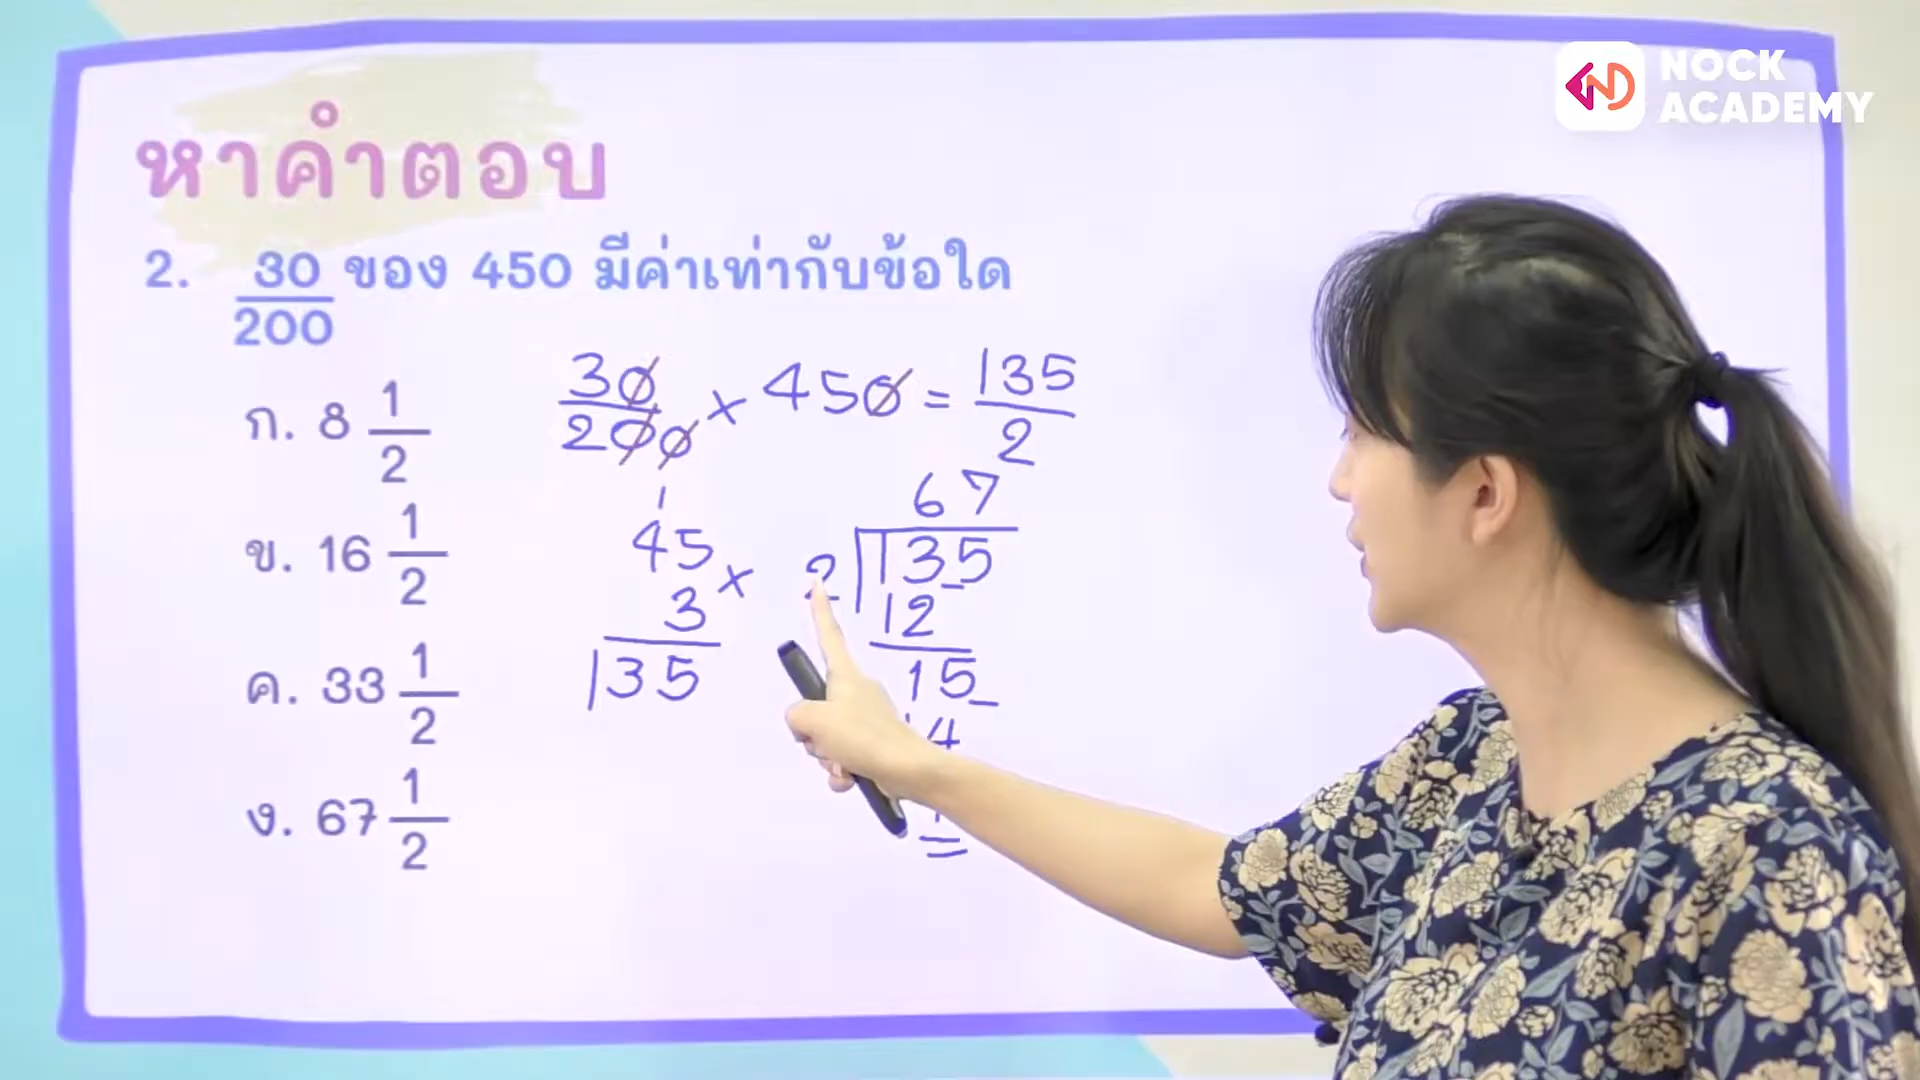 NOCK
ACADEMY
หาคำตอบ
2. 30/200 ของ 450 มีค่าเท่ากับข้อใด
ก. 8 1/2
ข. 16 1/2
ค. 33 1/2
ง. 67 1/2
30/200 × 450 = 135/2
1
45
3 ×
135
67
2 135
12
15
14
1